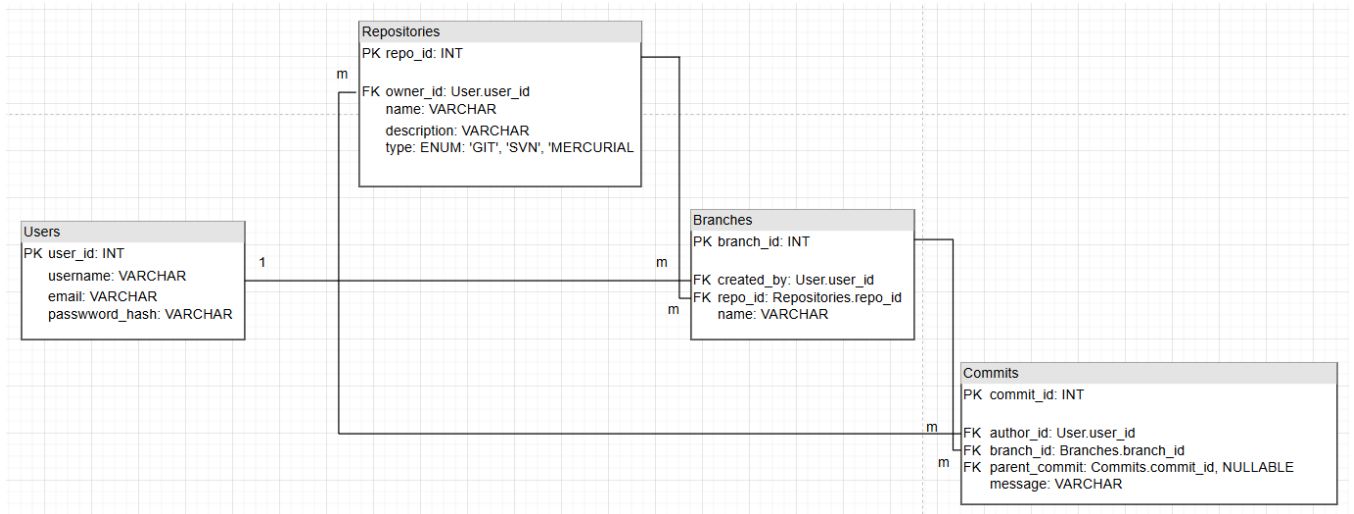 Repositories
PK repo_id: INT
m
FK owner_id: User.user_id
name: VARCHAR
description: VARCHAR
type: ENUM: 'GIT', 'SVN', 'MERCURIAL
Users
PK user_id: INT
username: VARCHAR
email: VARCHAR
passwword_hash: VARCHAR
1
m
Branches
PK branch_id: INT
FK created_by: User.user_id
FK repo_id: Repositories.repo_id
name: VARCHAR
m
Commits
PK commit_id: INT
m
FK author_id: User.user_id
FK branch_id: Branches.branch_id
m
FK parent_commit: Commits.commit_id, NULLABLE
message: VARCHAR